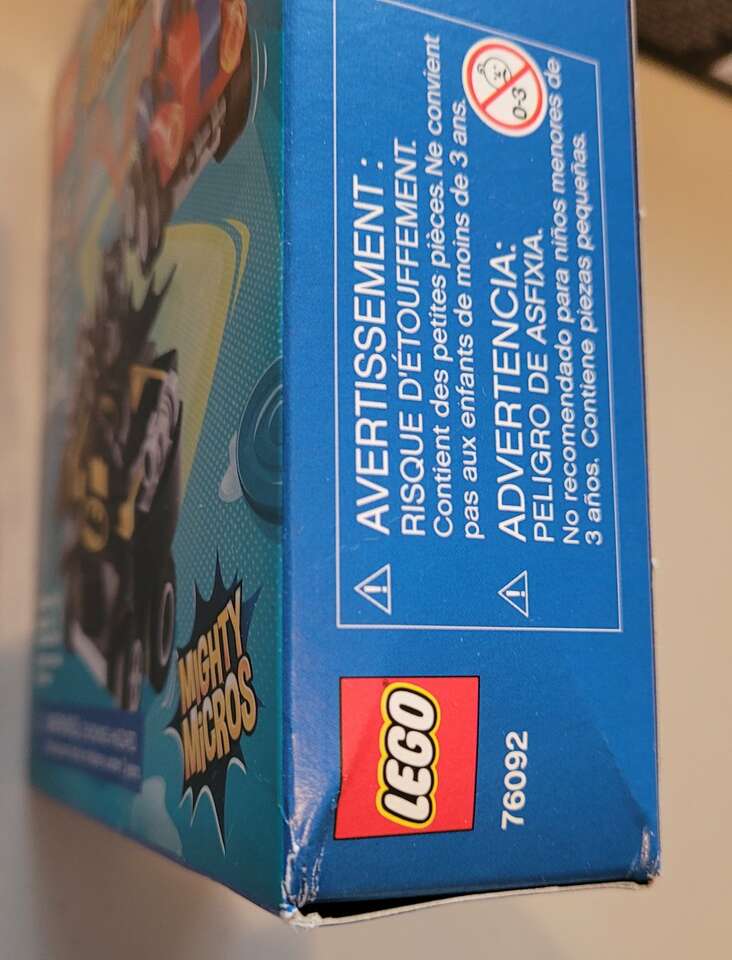 AVERTISSEMENT :
RISQUE D'ÉTOUFFEMENT.
Contient des petites pièces. Ne convient
pas aux enfants de moins de 3 ans.
ADVERTENCIA:
PELIGRO DE ASFIXIA.
No recomendado para niños menores de
3 años. Contiene piezas pequeñas.
0-3
LEGO
76092
MIGHTY
MICROS